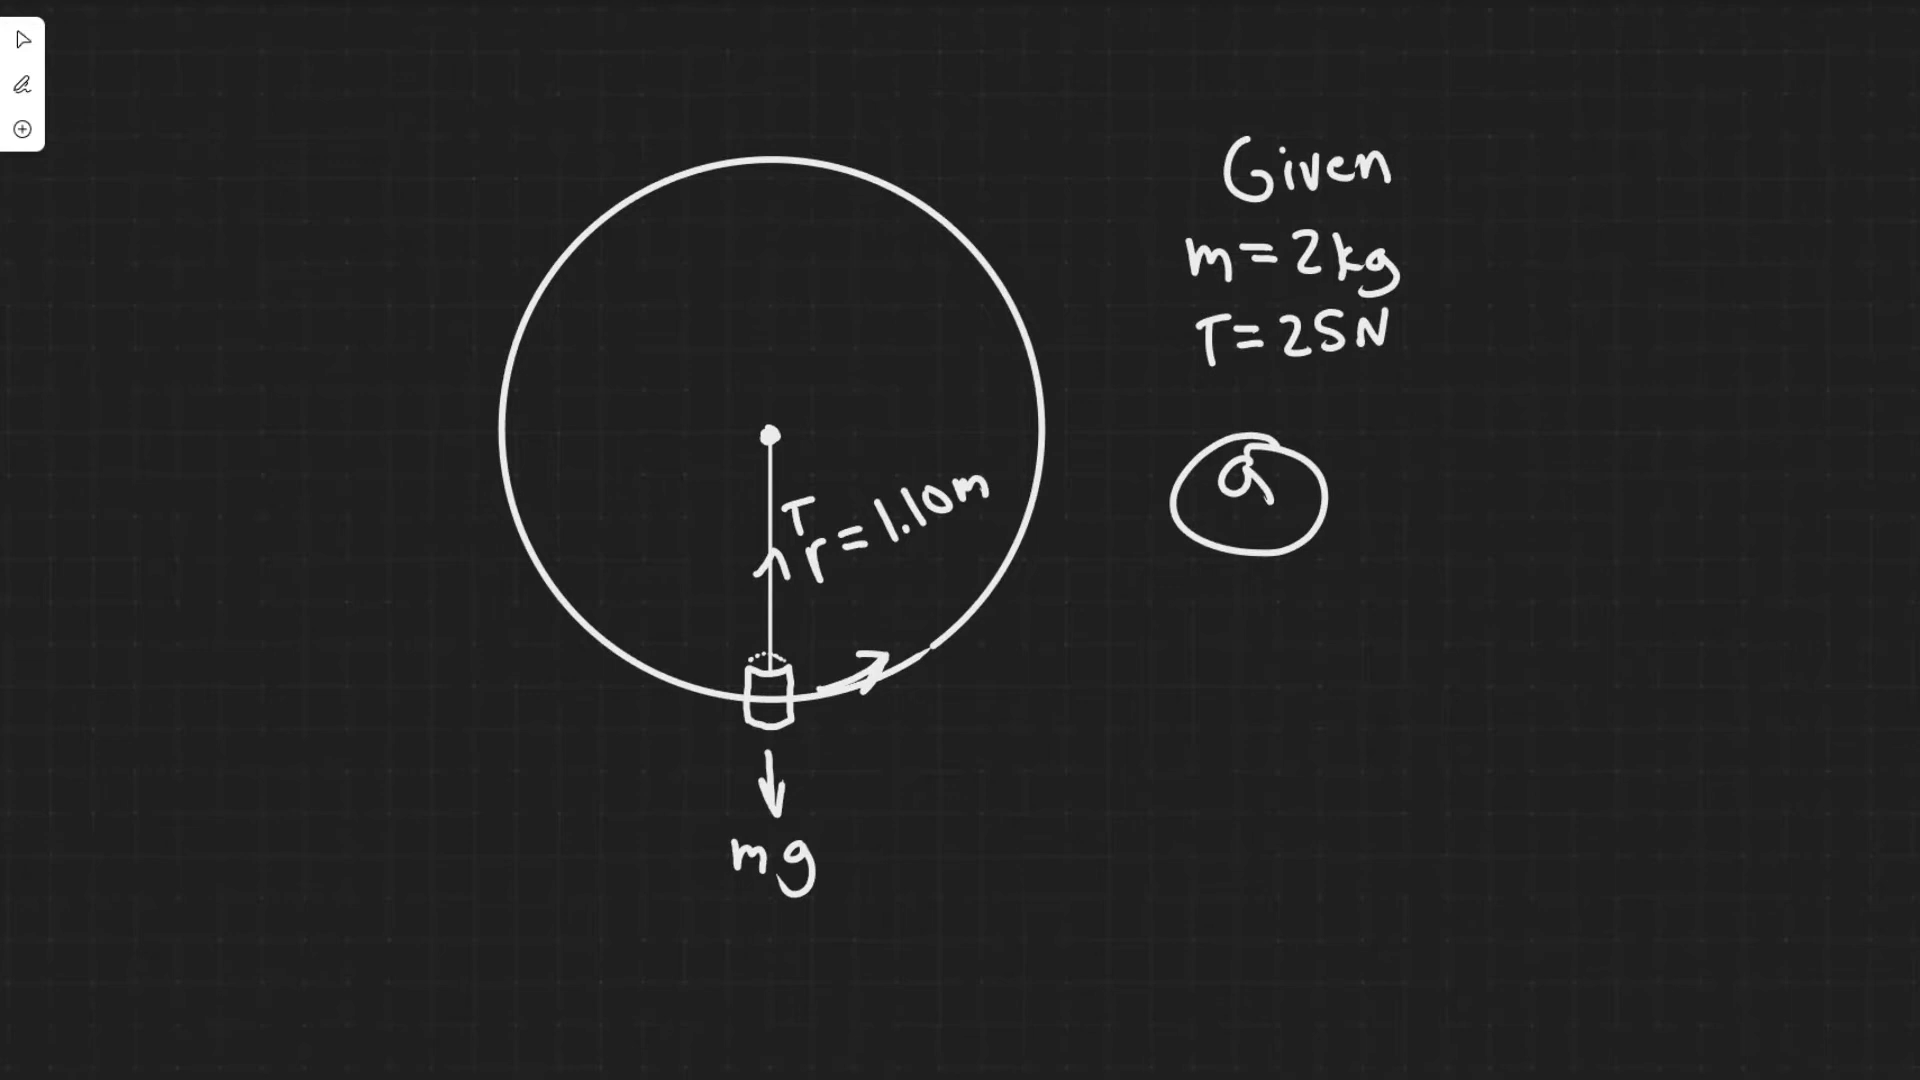 Given
m = 2kg
T = 25N
T
r = 1.10m
a
mg